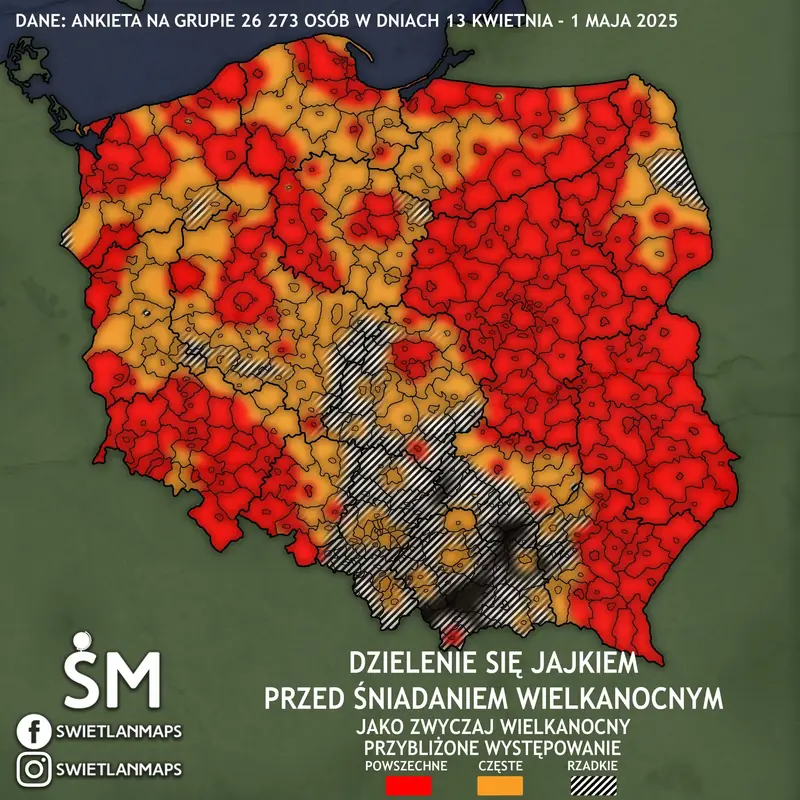 DANE: ANKIETA NA GRUPIE 26 273 OSÓB W DNIACH 13 KWIETNIA - 1 MAJA 2025
ŚM
SWIETLANMAPS
SWIETLANMAPS
DZIELENIE SIĘ JAJKIEM
PRZED ŚNIADANIEM WIELKANOCNYM
JAKO ZWYCZAJ WIELKANOCNY
PRZYBLIŻONE WYSTĘPOWANIE
POWSZECHNE CZĘSTE RZADKIE